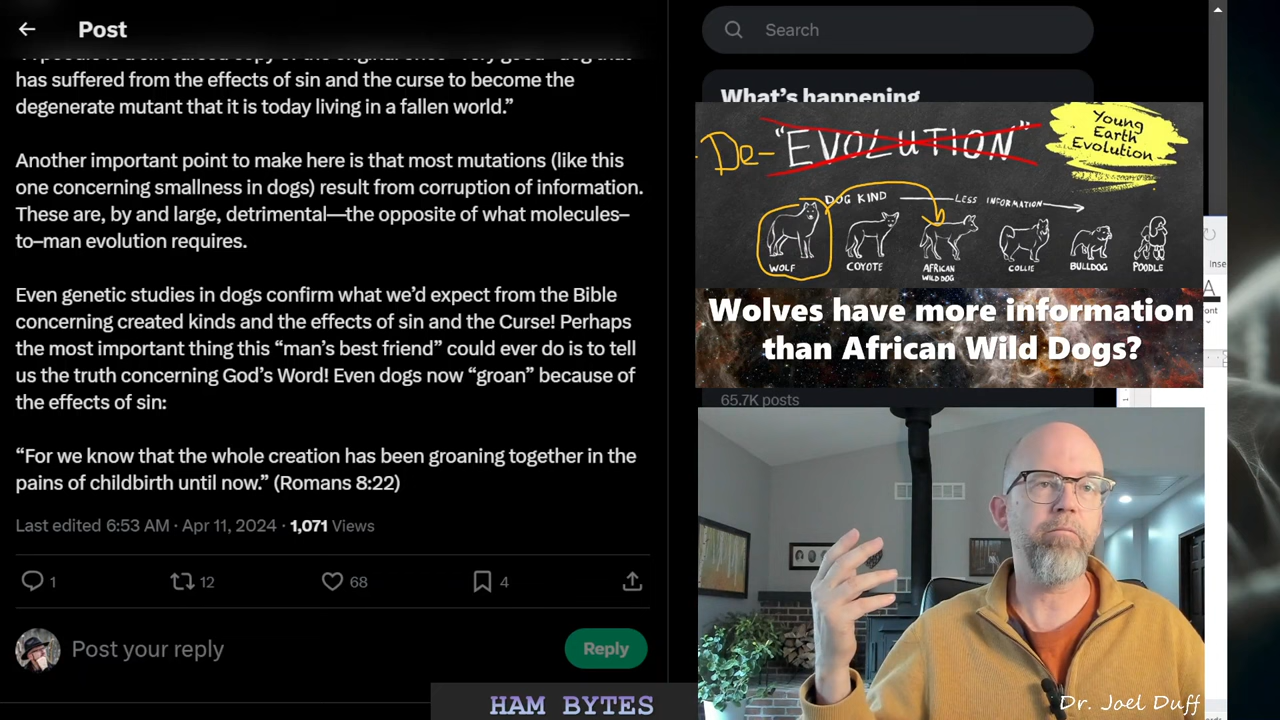 Post
has suffered from the effects of sin and the curse to become the
degenerate mutant that it is today living in a fallen world.”
Another important point to make here is that most mutations (like this
one concerning smallness in dogs) result from corruption of information.
These are, by and large, detrimental—the opposite of what molecules–
to–man evolution requires.
Even genetic studies in dogs confirm what we’d expect from the Bible
concerning created kinds and the effects of sin and the Curse! Perhaps
the most important thing this “man’s best friend” could ever do is to tell
us the truth concerning God’s Word! Even dogs now “groan” because of
the effects of sin:
“For we know that the whole creation has been groaning together in the
pains of childbirth until now.” (Romans 8:22)
Last edited 6:53 AM · Apr 11, 2024 · 1,071 Views
1 12 68 4
Post your reply
Reply
HAM BYTES
Search
What’s happening
De-“EVOLUTION”
Young
Earth
Evolution
DOG KIND LESS INFORMATION
WOLF
COYOTE
AFRICAN
WILD DOG
COLLIE
BULLDOG
POODLE
Wolves have more information
than African Wild Dogs?
65.7K posts
Inse
A
ont
Dr. Joel Duff